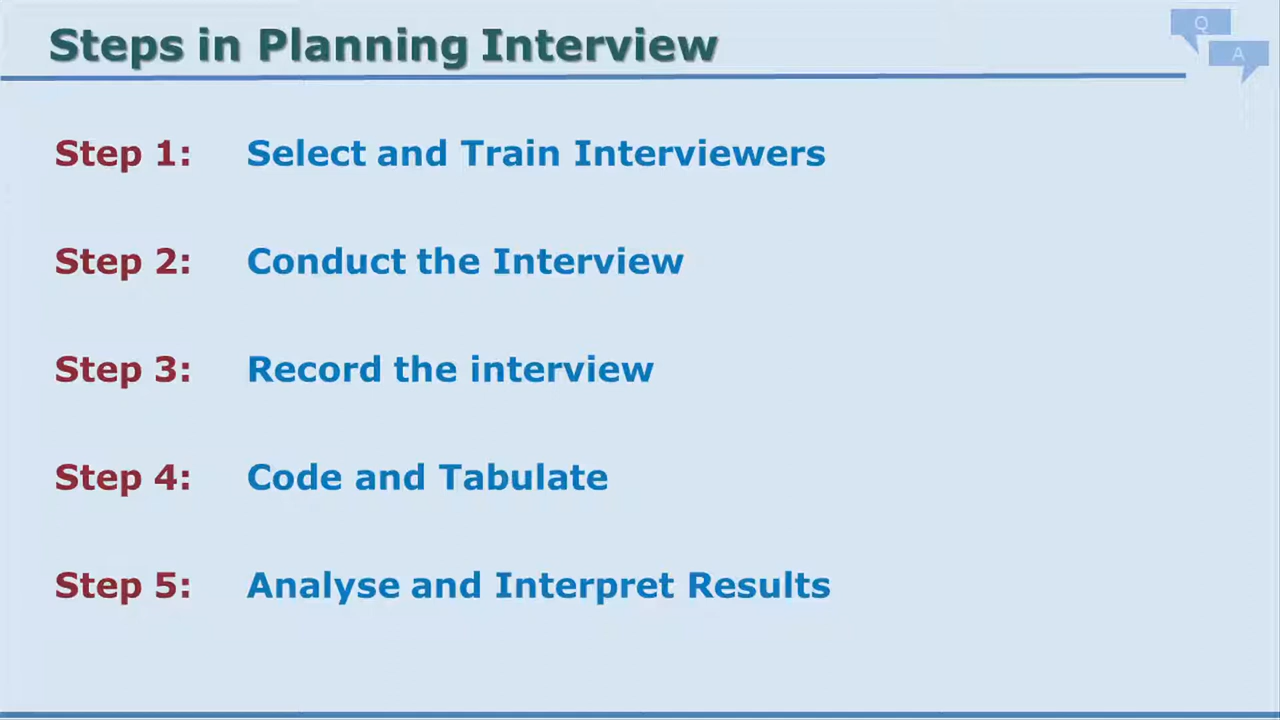 Steps in Planning Interview
Q
A
Step 1: Select and Train Interviewers
Step 2: Conduct the Interview
Step 3: Record the interview
Step 4: Code and Tabulate
Step 5: Analyse and Interpret Results